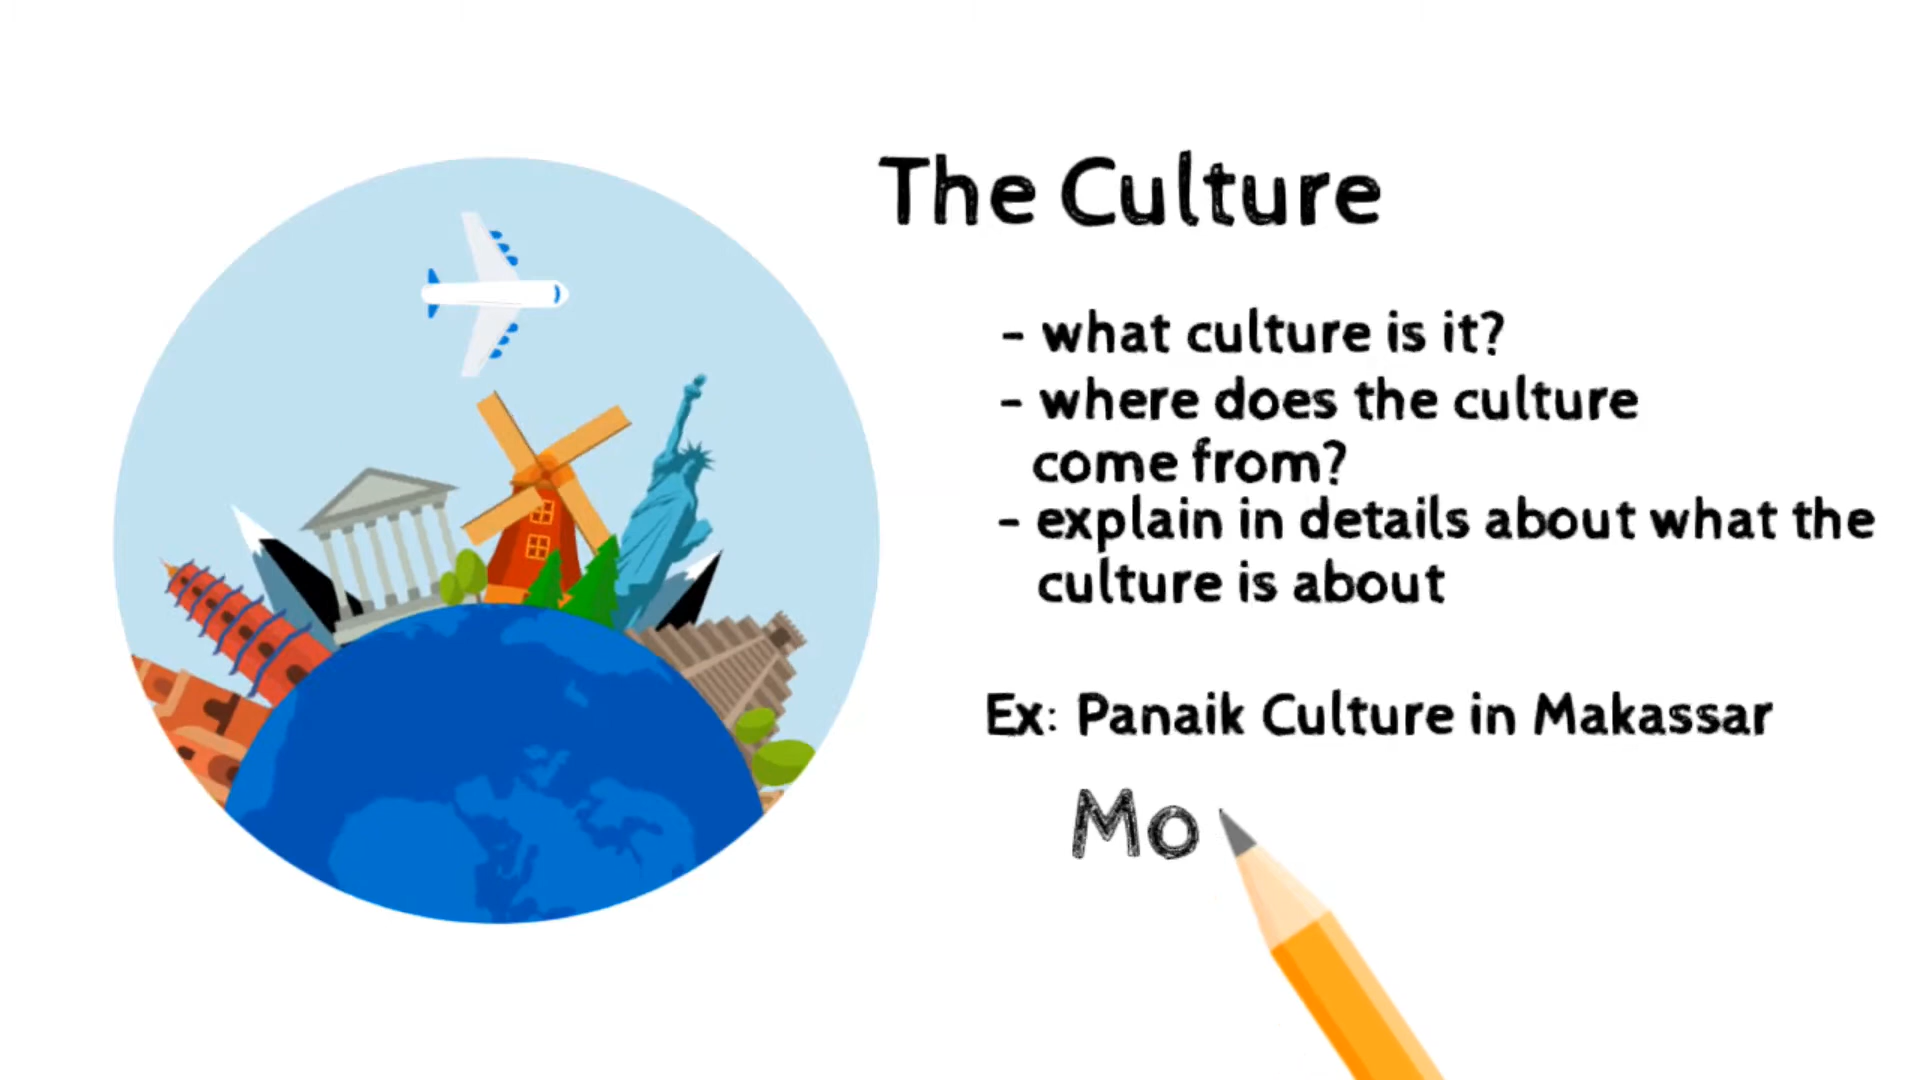 The Culture
- what culture is it?
- where does the culture
come from?
- explain in details about what the
culture is about
Ex: Panaik Culture in Makassar
Mo